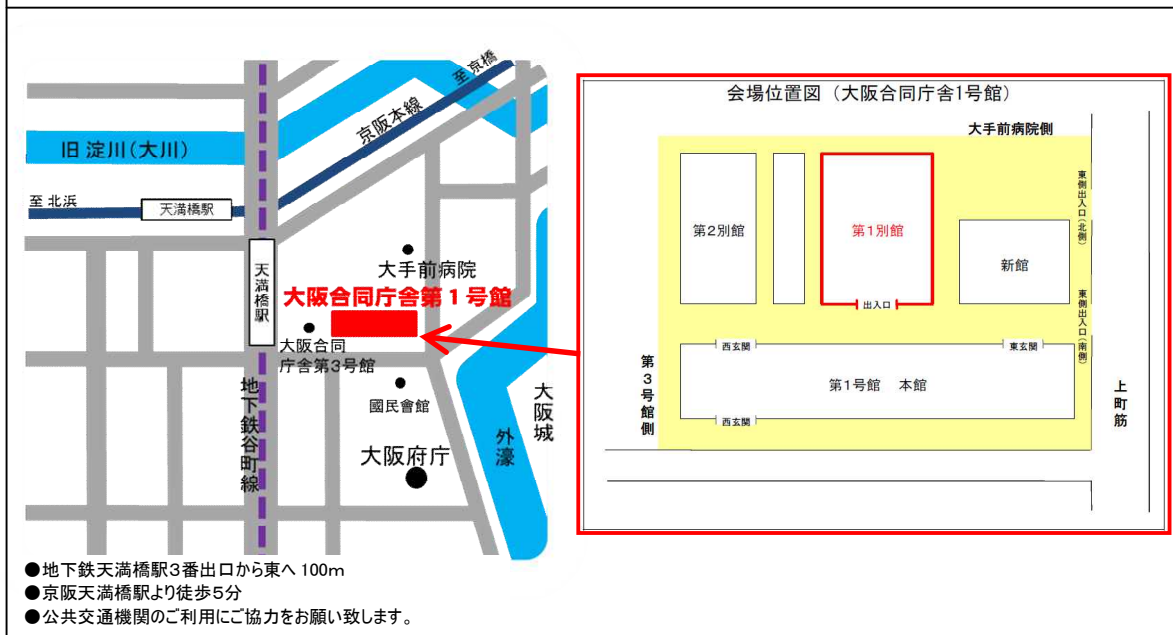 至 京橋
京阪本線
旧 淀川(大川)
至 北浜
天満橋駅
天満橋駅
大手前病院
大阪合同庁舎第１号館
大阪合同
庁舎第3号館
國民會館
大阪府庁
地下鉄谷町線
外濠
大阪城
会場位置図（大阪合同庁舎1号館）
大手前病院側
第２別館
第１別館
出入口
新館
東側出入口(北側)
東側出入口(南側)
西玄関
東玄関
第１号館　本館
西玄関
第３号館側
上町筋
●地下鉄天満橋駅3番出口から東へ 100m
●京阪天満橋駅より徒歩5分
●公共交通機関のご利用にご協力をお願い致します。